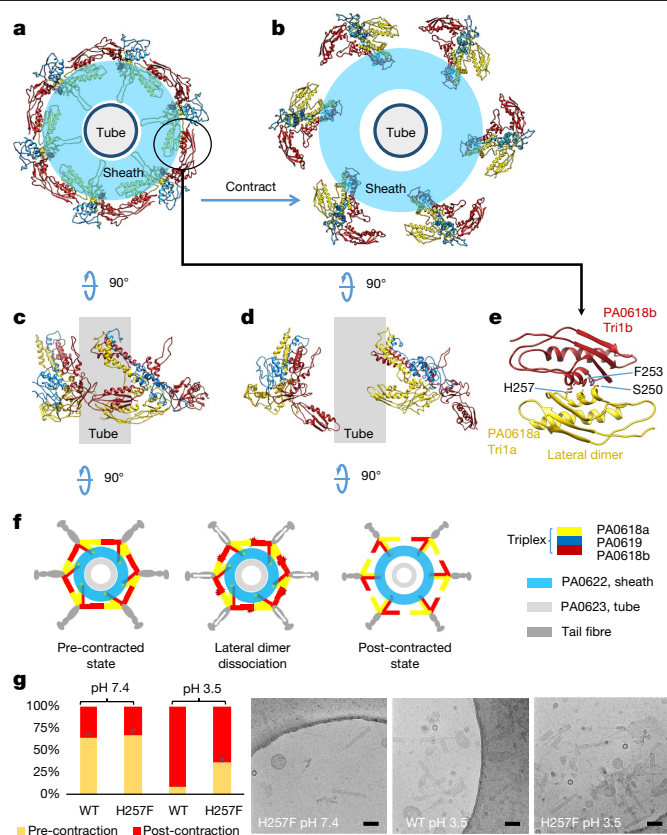 a
b
Tube
Sheath
Contract
Tube
Sheath
90°
90°
c
d
e
PA0618b
Tri1b
F253
H257
S250
PA0618a
Tri1a
Lateral dimer
Tube
Tube
90°
90°
f
Pre-contracted
state
Lateral dimer
dissociation
Post-contracted
state
Triplex
PA0618a
PA0619
PA0618b
PA0622, sheath
PA0623, tube
Tail fibre
g
pH 7.4
pH 3.5
100%
75%
50%
25%
0%
WT
H257F
WT
H257F
Pre-contraction
Post-contraction
H257F pH 7.4
WT pH 3.5
H257F pH 3.5